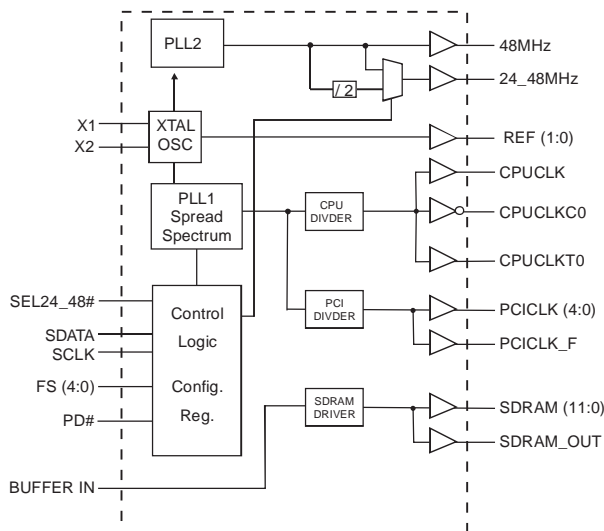 PLL2
48MHz
/ 2
24_48MHz
X1
X2
XTAL
OSC
REF (1:0)
CPUCLK
PLL1
Spread
Spectrum
CPU
DIVDER
CPUCLKC0
CPUCLKT0
SEL24_48#
SDATA
SCLK
FS (4:0)
PD#
Control
Logic
Config.
Reg.
PCI
DIVDER
PCICLK (4:0)
PCICLK_F
SDRAM
DRIVER
SDRAM (11:0)
SDRAM_OUT
BUFFER IN